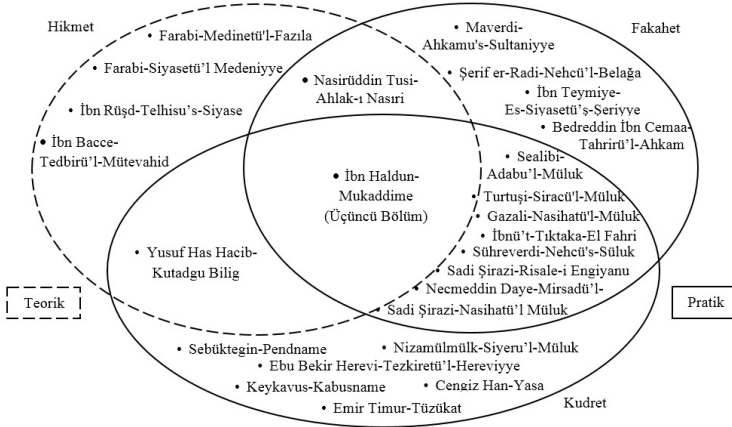 Hikmet
Fakahet
• Farabi-Medinetü'l-Fazıla
• Farabi-Siyasetü'l Medeniyye
• İbn Rüşd-Telhisu's-Siyase
• İbn Bacce-
Tedbirü'l-Mütevahid
• Nasirüddin Tusi-
Ahlak-ı Nasıri
• Maverdi-
Ahkamu's-Sultaniyye
• Şerif er-Radi-Nehcü'l-Belağa
• İbn Teymiye-
Es-Siyasetü'ş-Şeriyye
• Bedreddin İbn Cemaa-
Tahrirü'l-Ahkam
• Sealibi-
Adabu'l-Müluk
• Turtuşi-Siracü'l-Müluk
• Gazali-Nasihatü'l-Müluk
• İbnü't-Tıktaka-El Fahri
• Sühreverdi-Nehcü's-Süluk
• Sadi Şirazi-Risale-i Engiyanu
• Necmeddin Daye-Mirsadü'l-
• Sadi Şirazi-Nasihatü'l Müluk
• İbn Haldun-
Mukaddime
(Üçüncü Bölüm)
• Yusuf Has Hacib-
Kutadgu Bilig
Teorik
Pratik
• Sebüktegin-Pendname
• Nizamülmülk-Siyeru'l-Müluk
• Ebu Bekir Herevi-Tezkiretü'l-Hereviyye
• Keykavus-Kabusname
• Cengiz Han-Yasa
• Emir Timur-Tüzükat
Kudret